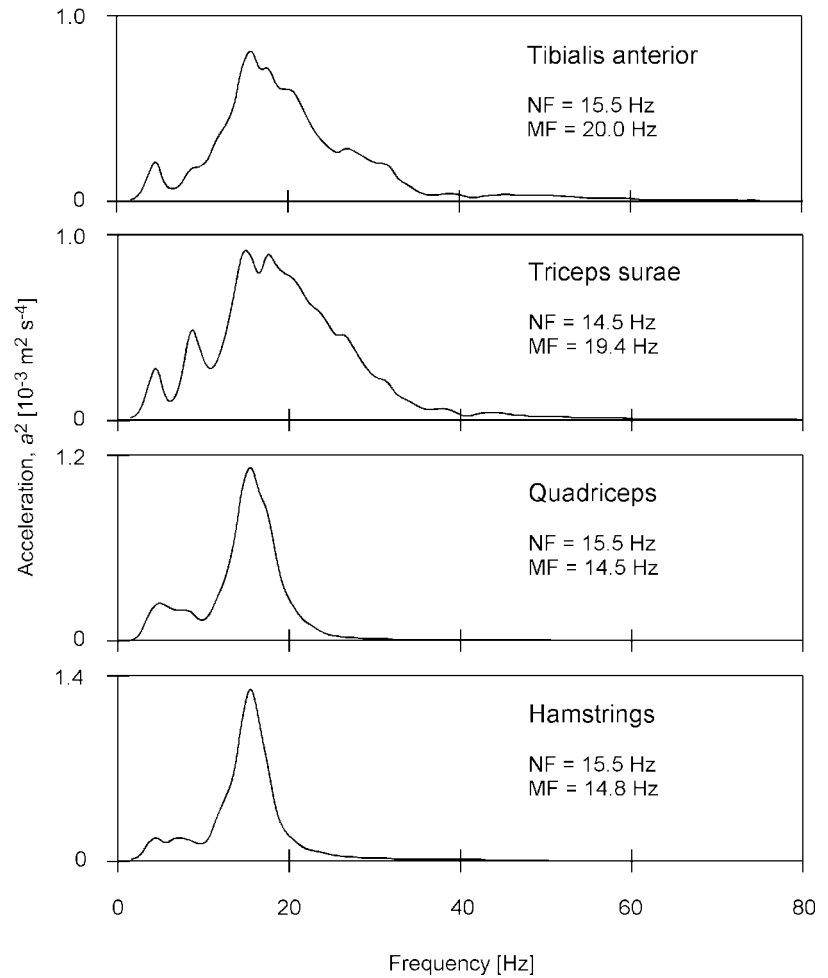 1.0
Tibialis anterior
NF = 15.5 Hz
MF = 20.0 Hz
0
1.0
Triceps surae
NF = 14.5 Hz
MF = 19.4 Hz
0
Acceleration, a² [10⁻³ m² s⁻⁴]
1.2
Quadriceps
NF = 15.5 Hz
MF = 14.5 Hz
0
1.4
Hamstrings
NF = 15.5 Hz
MF = 14.8 Hz
0
0 20 40 60 80
Frequency [Hz]